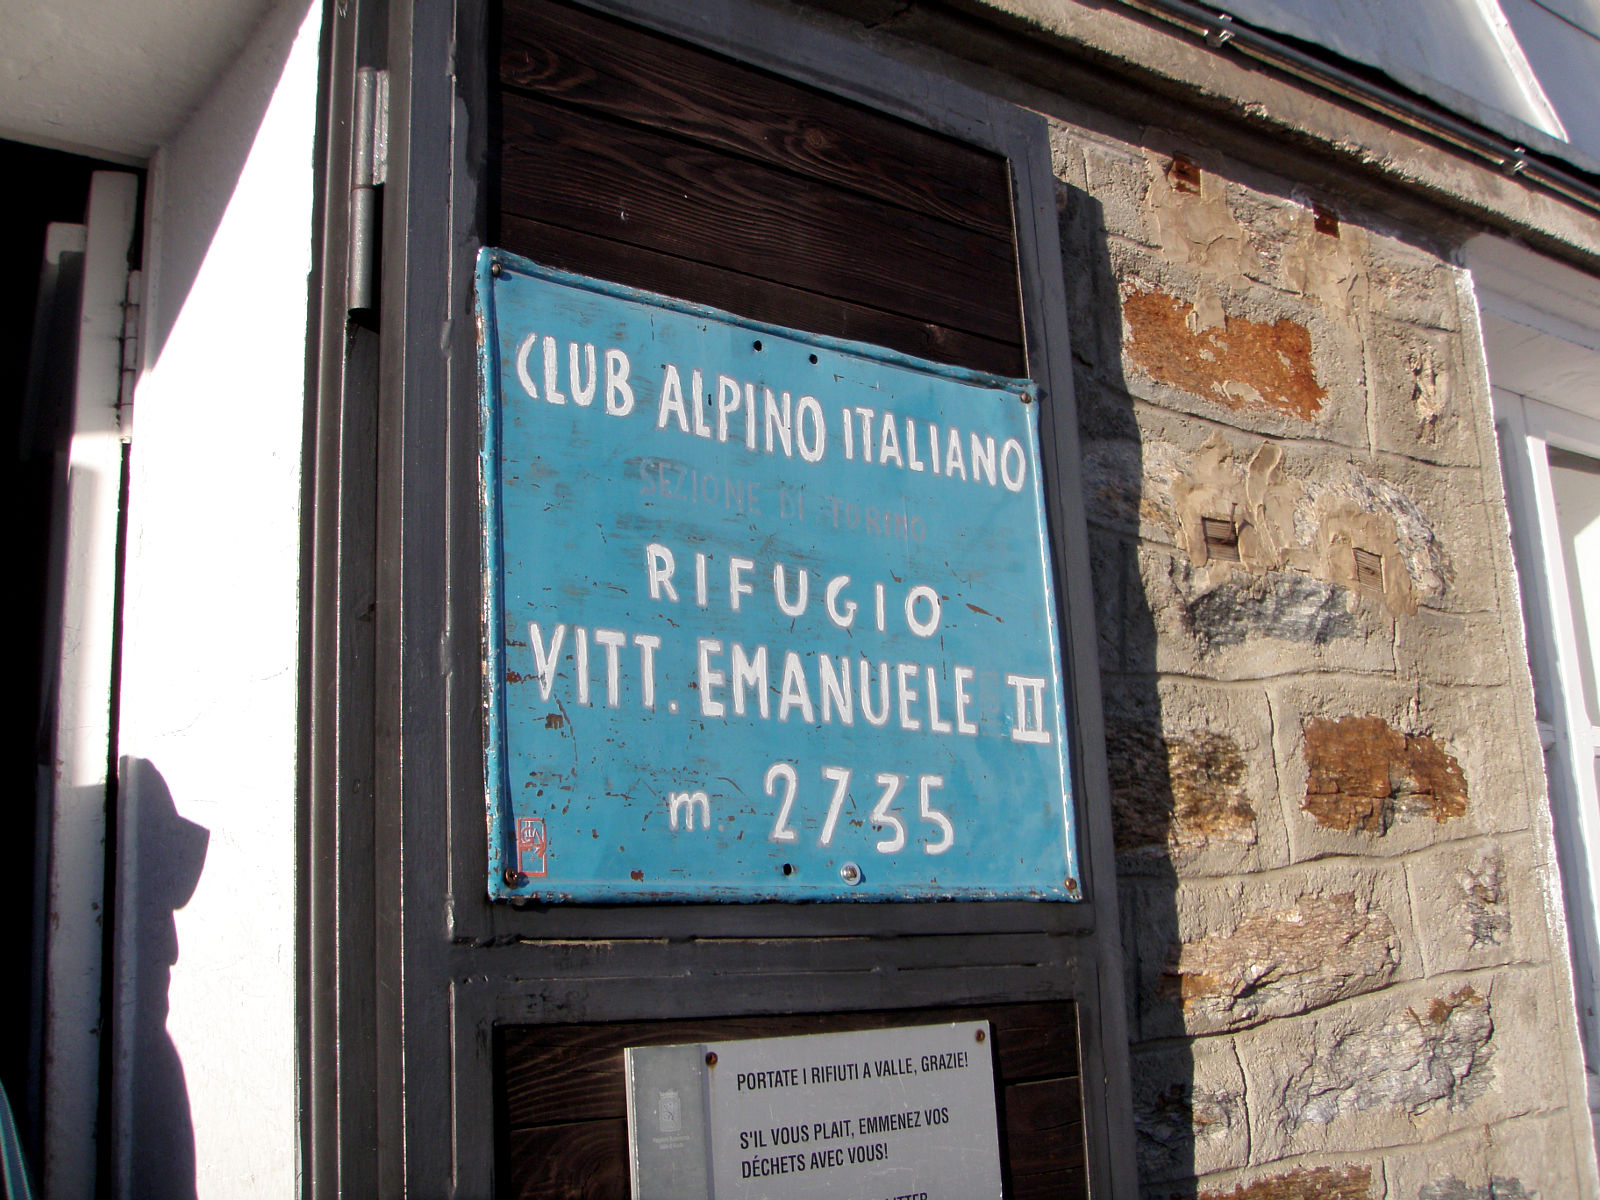 CLUB ALPINO ITALIANO
SEZIONE DI TORINO
RIFUGIO
VITT. EMANUELE II
m. 2735
PORTATE I RIFIUTI A VALLE, GRAZIE!
S'IL VOUS PLAIT, EMMENEZ VOS
DÉCHETS AVEC VOUS!